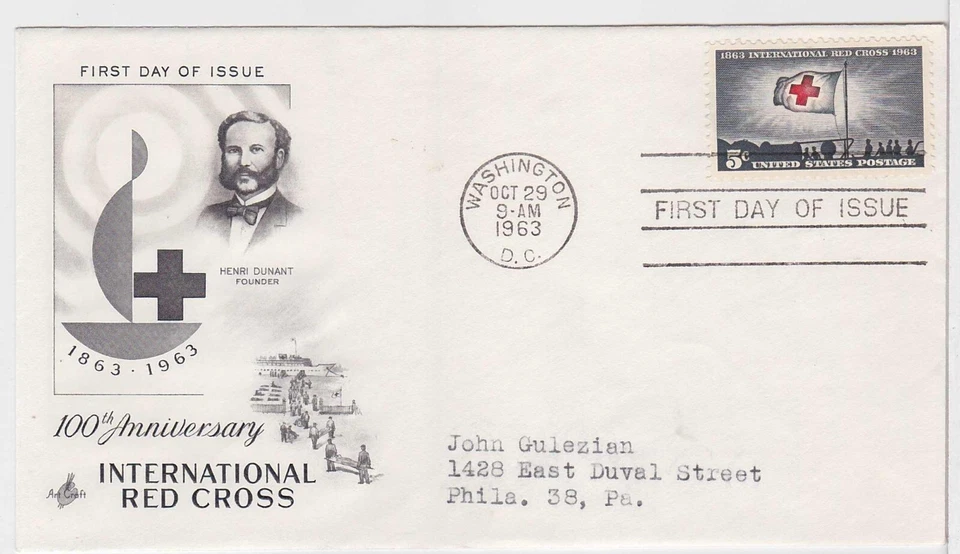 FIRST DAY OF ISSUE
HENRI DUNANT
FOUNDER
1863 · 1963
100th Anniversary
INTERNATIONAL
RED CROSS
Art Craft
WASHINGTON
OCT 29
9-AM
1963
D.C.
1863 INTERNATIONAL RED CROSS 1963
5c UNITED STATES POSTAGE
FIRST DAY OF ISSUE
John Gulezian
1428 East Duval Street
Phila. 38, Pa.